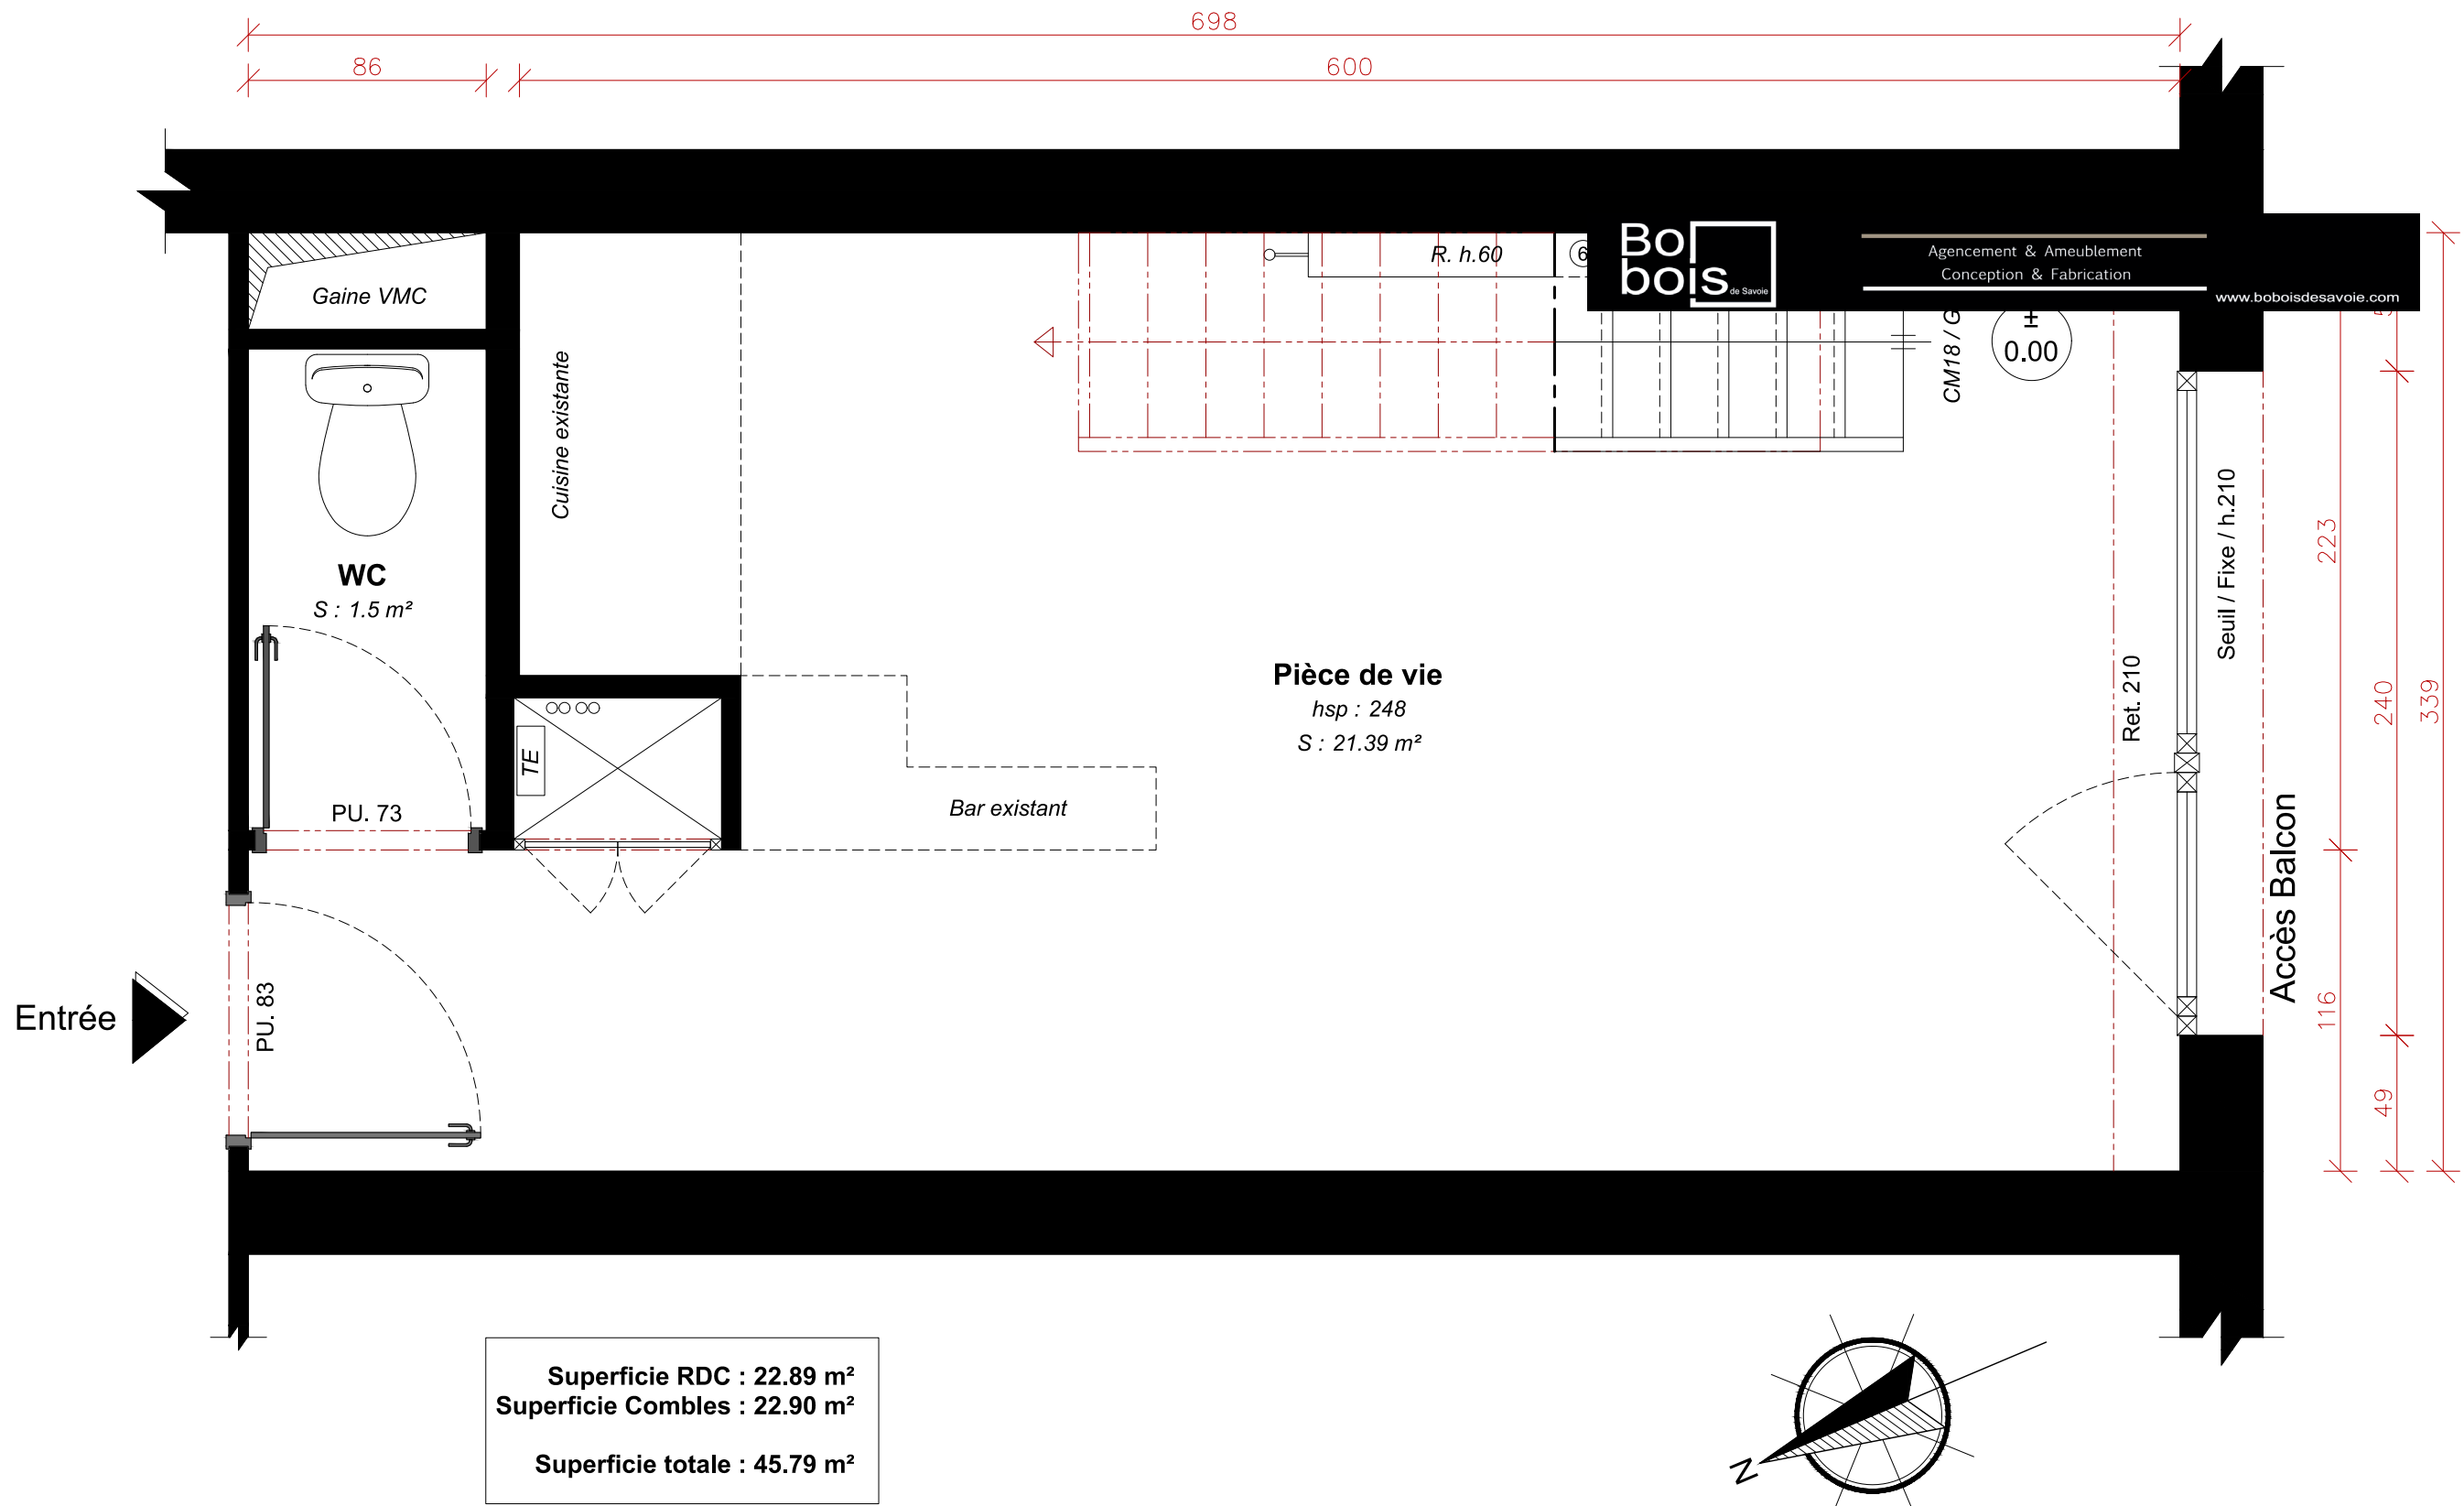 698
86
600
R. h.60
6
Bo
bois
de Savoie
Agencement & Ameublement
Conception & Fabrication
www.boboisdesavoie.com
Gaine VMC
Cuisine existante
CM18 / G
±
0.00
WC
S : 1.5 m²
Seuil / Fixe / h.210
223
Pièce de vie
hsp : 248
S : 21.39 m²
Ret. 210
240
339
TE
PU. 73
Bar existant
Accès Balcon
Entrée
PU. 83
116
49
Superficie RDC : 22.89 m²
Superficie Combles : 22.90 m²
Superficie totale : 45.79 m²
N